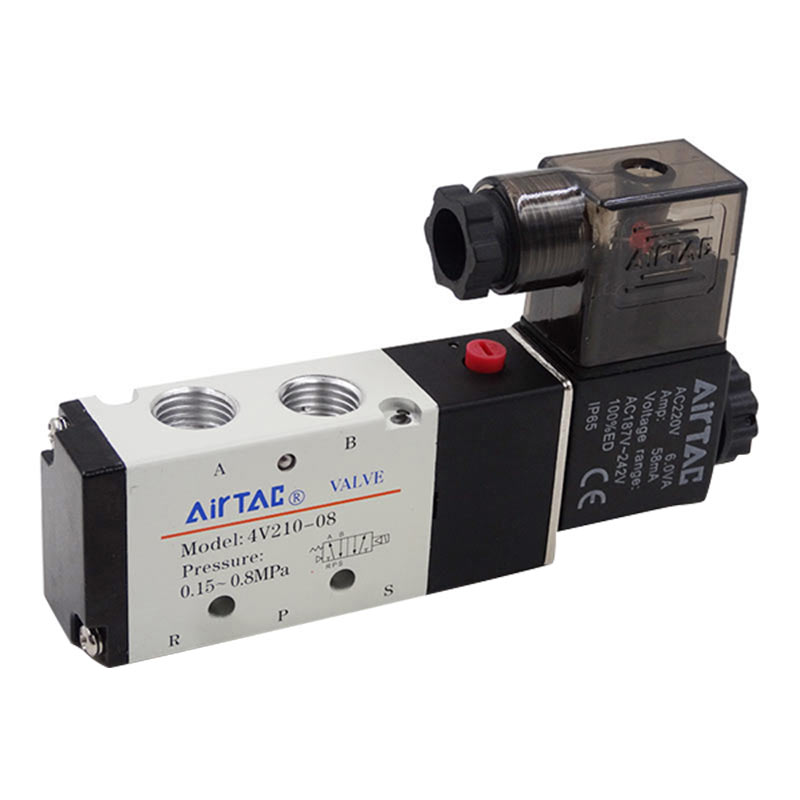 AirTAC
A
B
AirTAC® VALVE
Model: 4V210-08
Pressure:
0.15~0.8MPa
A B
R P S
R
P
S
AirTAC
AC220V 6.0VA
Amp: 58mA
Voltage range:
AC187V~242V
100%ED
IP65
CE